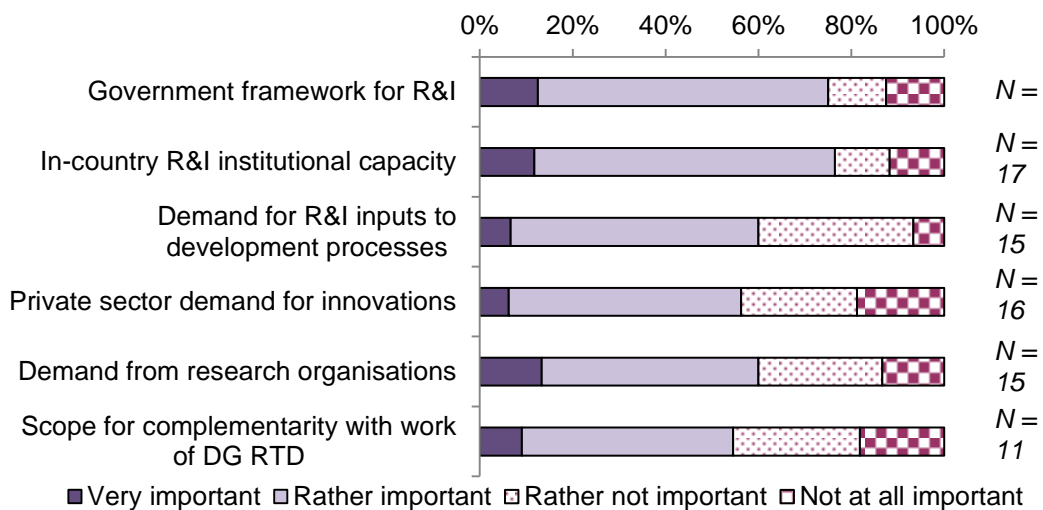 0% 20% 40% 60% 80% 100%
Government framework for R&I
N =
In-country R&I institutional capacity
N =
17
Demand for R&I inputs to
development processes
N =
15
Private sector demand for innovations
N =
16
Demand from research organisations
N =
15
Scope for complementarity with work
of DG RTD
N =
11
Very important Rather important Rather not important Not at all important